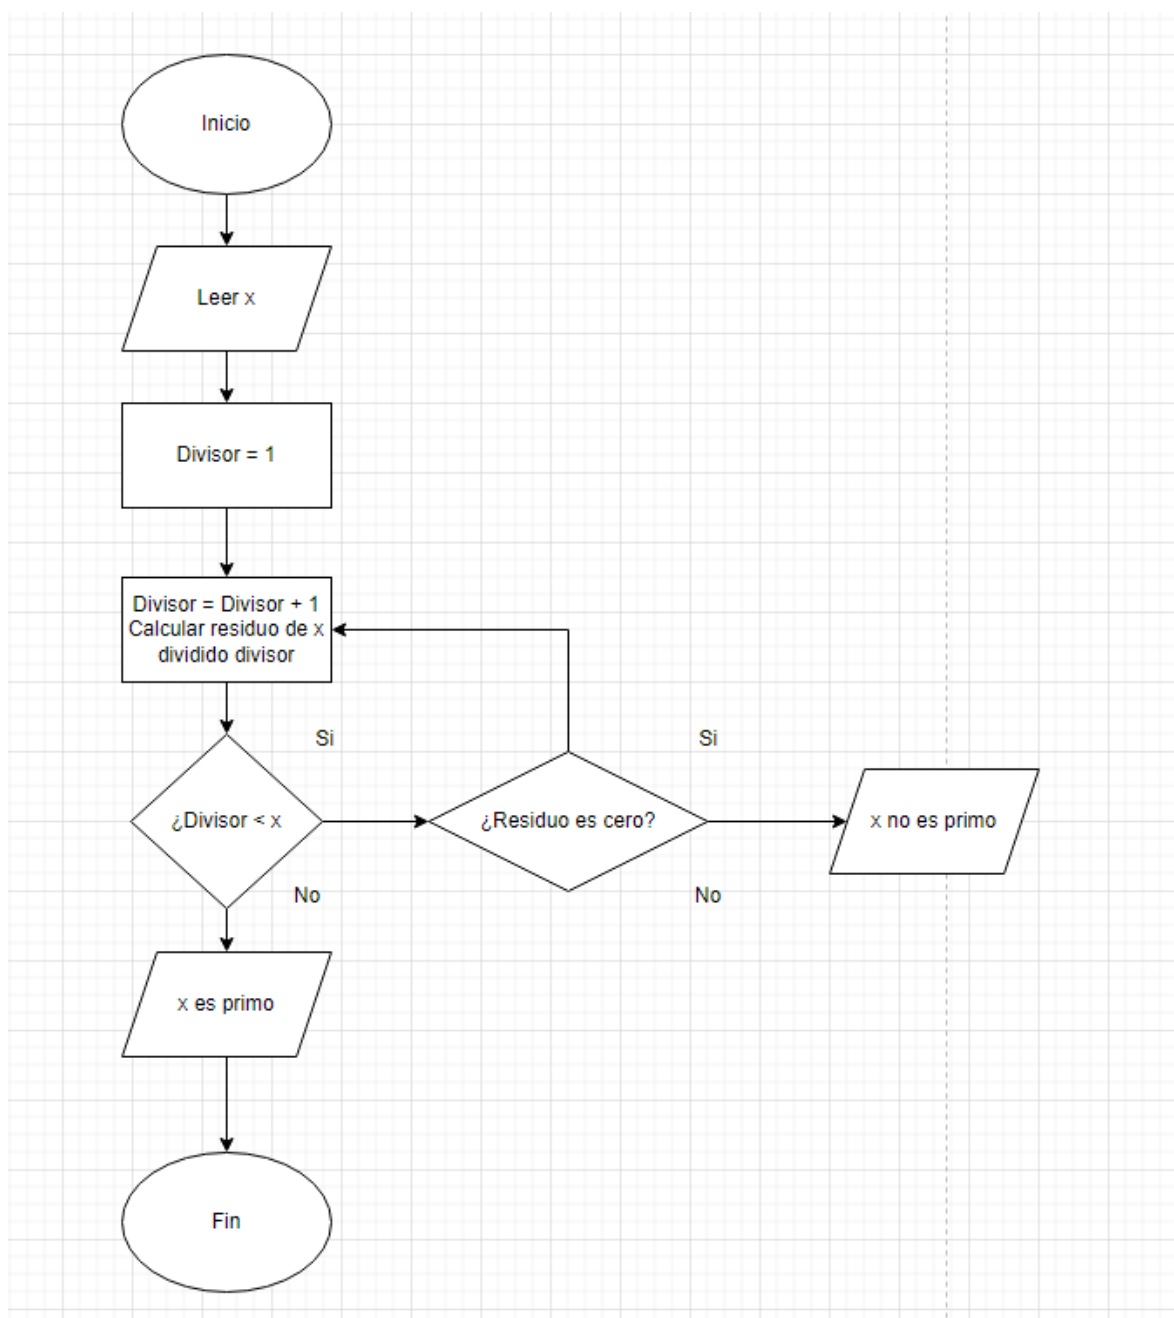 Inicio
Leer x
Divisor = 1
Divisor = Divisor + 1
Calcular residuo de x
dividido divisor
Si
Si
¿Divisor < x
¿Residuo es cero?
x no es primo
No
No
x es primo
Fin